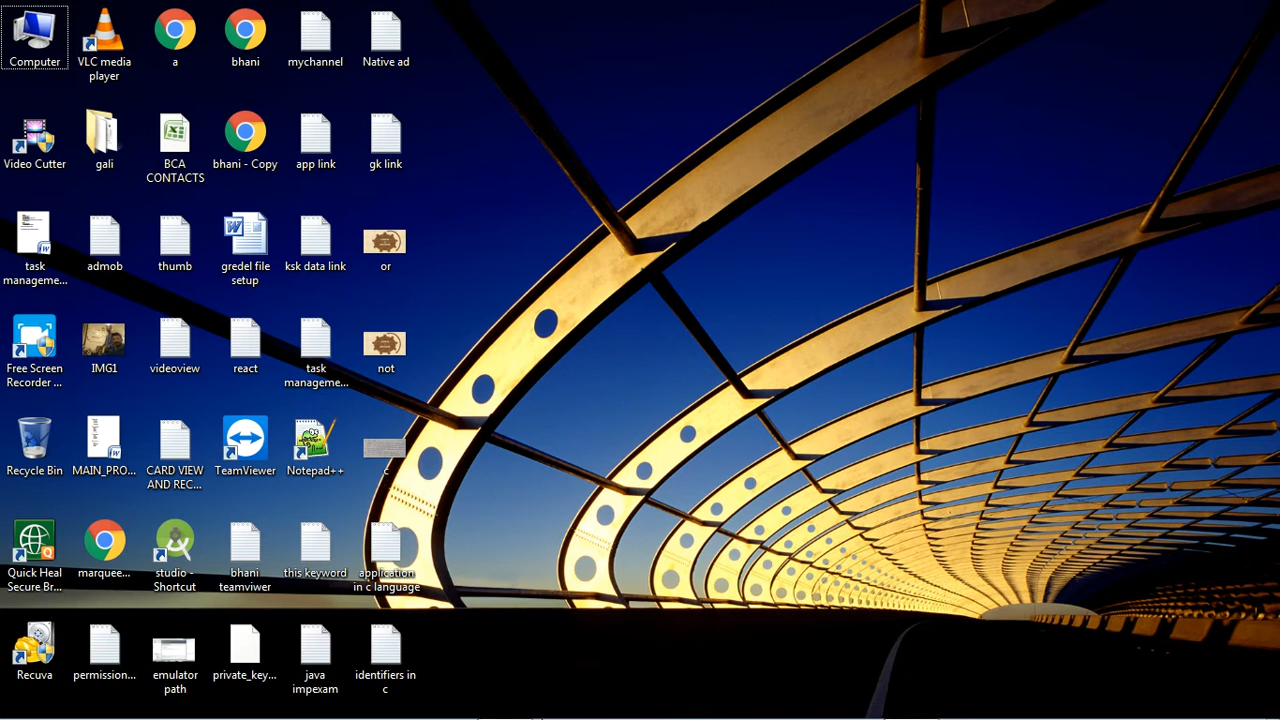 Computer
VLC media
player
a
bhani
mychannel
Native ad
Video Cutter
gali
BCA
CONTACTS
bhani - Copy
app link
gk link
task
manageme...
admob
thumb
gredel file
setup
ksk data link
or
Free Screen
Recorder ...
IMG1
videoview
react
task
manageme...
not
Recycle Bin
MAIN_PRO...
CARD VIEW
AND REC...
TeamViewer
Notepad++
c
Quick Heal
Secure Br...
marquee...
studio -
Shortcut
bhani
teamviwer
this keyword
application
in c language
Recuva
permission...
emulator
path
private_key...
java
impexam
identifiers in
c